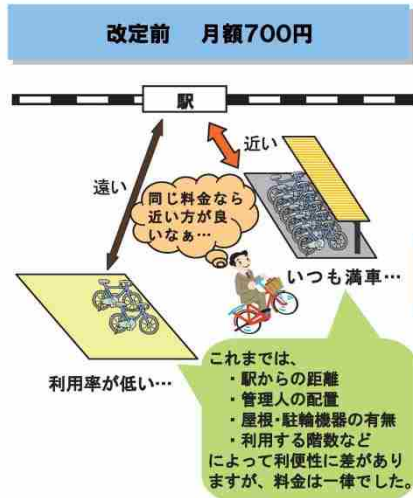 改定前　月額700円
駅
近い
遠い
同じ料金なら
近い方が良
いなぁ…
いつも満車…
利用率が低い…
これまでは、
・駅からの距離
・管理人の配置
・屋根・駐輪機器の有無
・利用する階数など
によって利便性に差があり
ますが、料金は一律でした。